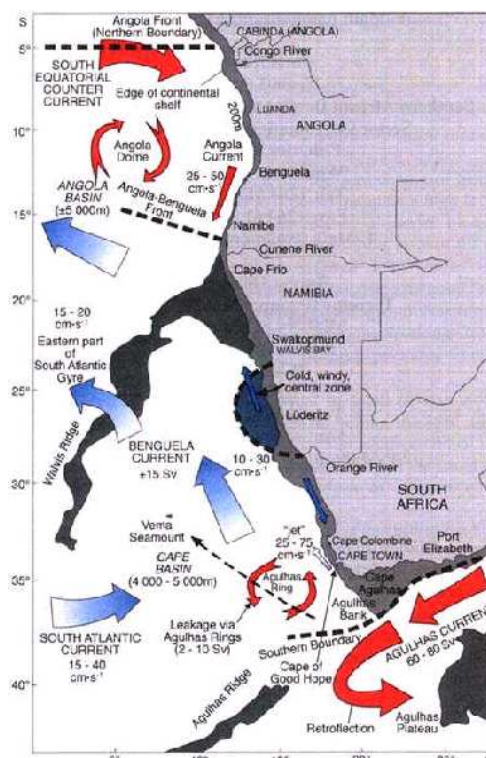 S
5°
10°
15°
20°
25°
30°
35°
40°
Angola Front
(Northern Boundary)
CABINDA (ANGOLA)
Congo River
SOUTH
EQUATORIAL
COUNTER
CURRENT
Edge of continental
shelf
200m
LUANDA
ANGOLA
Angola
Dome
Angola
Current
25 - 50
cm·s⁻¹
Benguela
ANGOLA
BASIN
(±5 000m)
Angola-Benguela
Front
Namibe
Cunene River
Cape Frio
NAMIBIA
15 - 20
cm·s⁻¹
Eastern part
of
South Atlantic
Gyre
Swakopmund
WALVIS BAY
Cold, windy,
central zone
Lüderitz
Walvis Ridge
BENGUELA
CURRENT
±15 Sv
10 - 30
cm·s⁻¹
Orange River
SOUTH
AFRICA
Vema
Seamount
"jet"
25 - 75
cm·s⁻¹
Cape Columbine
CAPE TOWN
Port
Elizabeth
CAPE
BASIN
(4 000 - 5 000m)
Agulhas
Ring
Cape
Agulhas
Agulhas
Bank
Leakage via
Agulhas Rings
(2 - 10 Sv)
SOUTH ATLANTIC
CURRENT
15 - 40
cm·s⁻¹
Southern Boundary
AGULHAS CURRENT
60 - 80 Sv
Cape of
Good Hope
Agulhas Ridge
Retroflection
Agulhas
Plateau